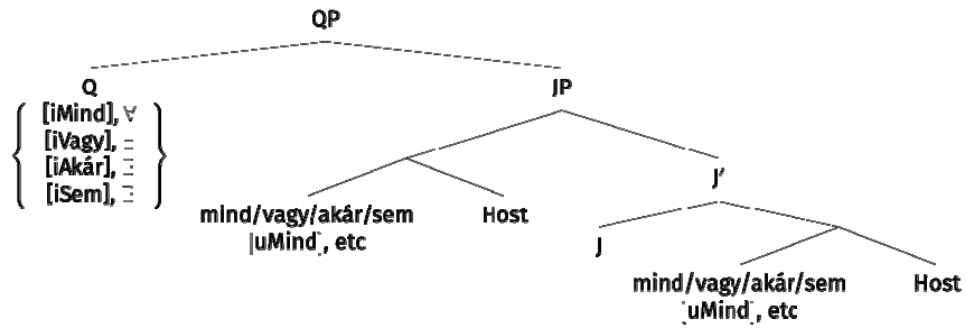 QP
Q JP
[iMind], ∀
[iVagy], ∃
[iAkár], ∃
[iSem], ∃
J'
mind/vagy/akár/sem Host
[uMind], etc J
mind/vagy/akár/sem Host
[uMind], etc